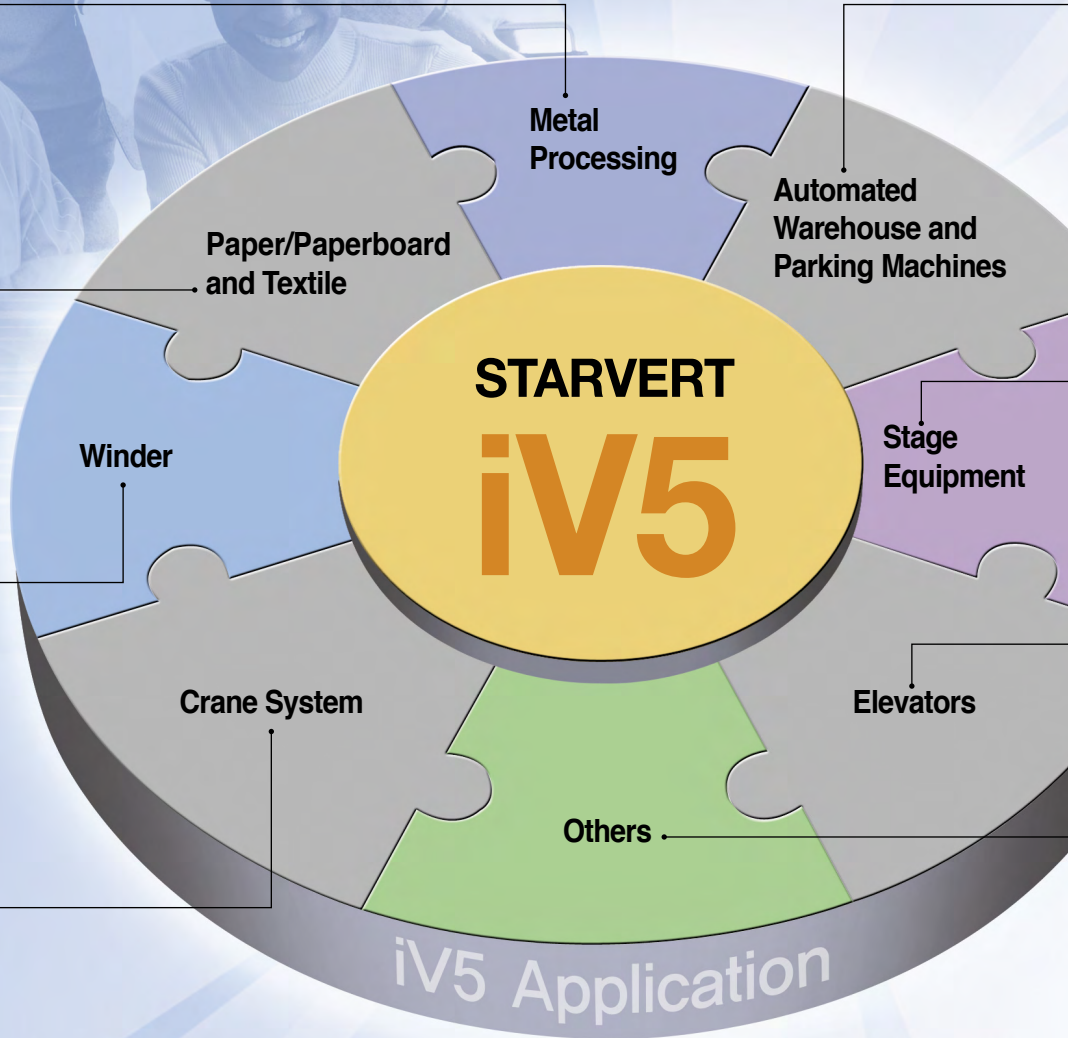 Metal
Processing
Automated
Warehouse and
Parking Machines
Paper/Paperboard
and Textile
STARVERT
iV5
Stage
Equipment
Winder
Crane System
Elevators
Others
iV5 Application